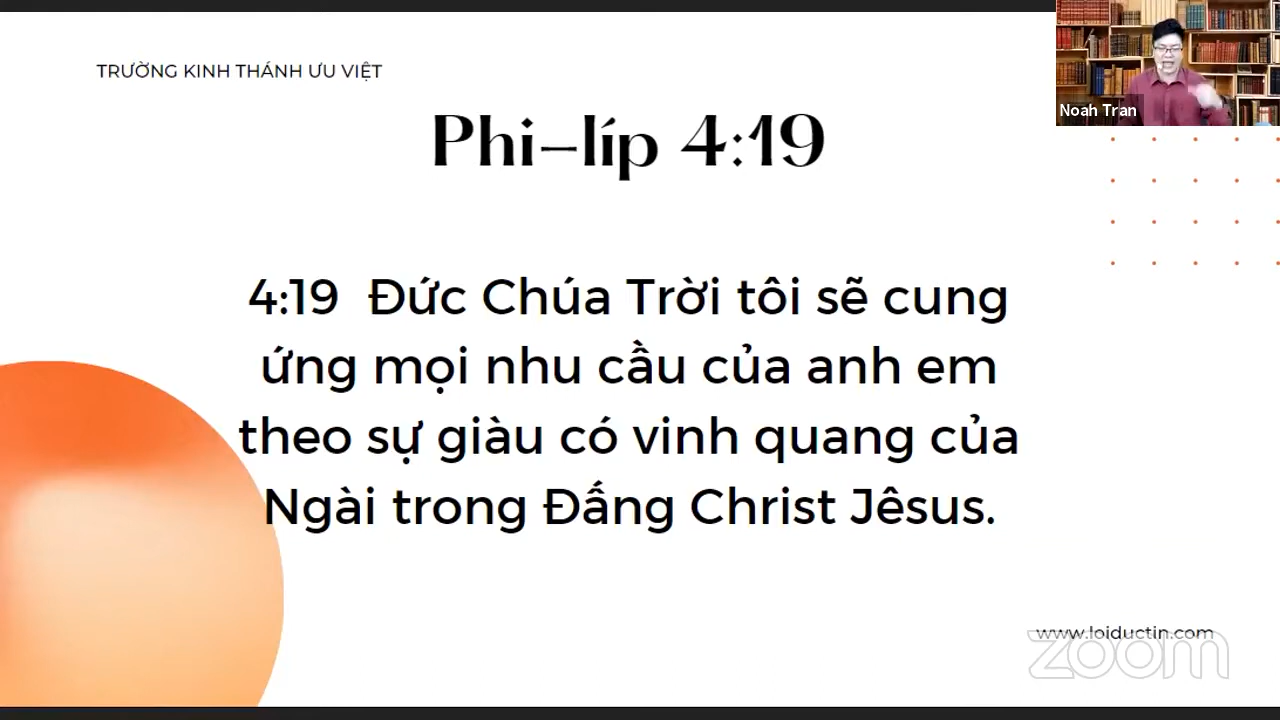 TRƯỜNG KINH THÁNH ƯU VIỆT
Noah Tran
Phi-líp 4:19
4:19 Đức Chúa Trời tôi sẽ cung
ứng mọi nhu cầu của anh em
theo sự giàu có vinh quang của
Ngài trong Đấng Christ Jêsus.
www.loiductin.com
zoom